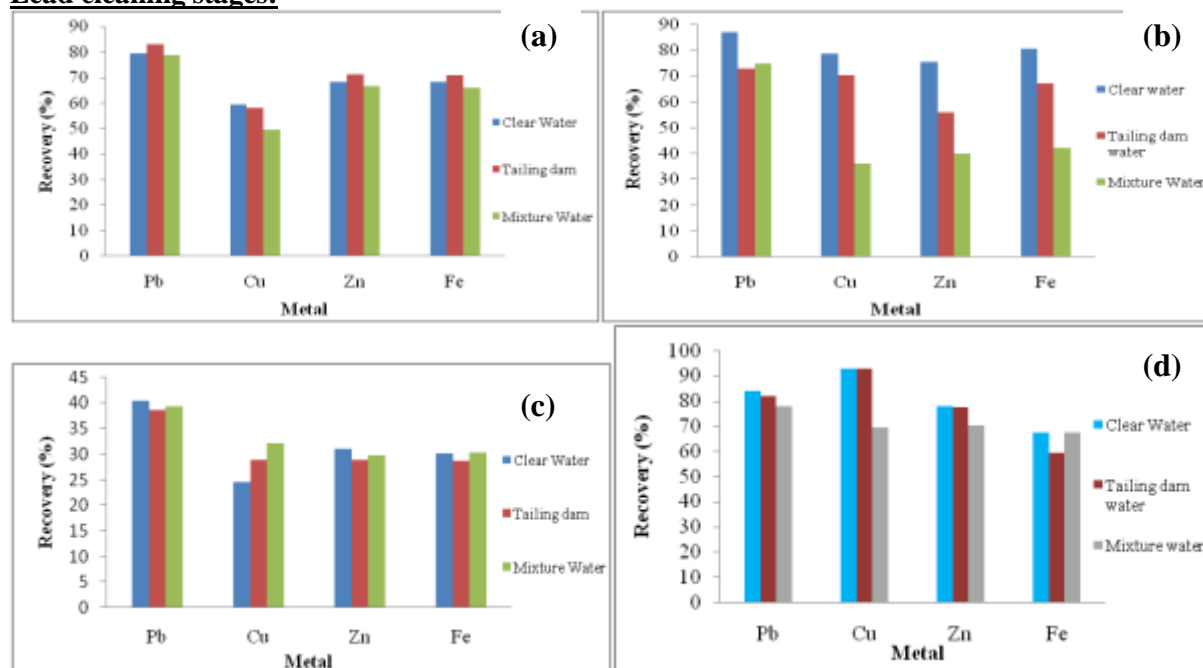 Lead cleaning stages:
(a)
90
80
70
60
50
40
30
20
10
0
Recovery (%)
Pb Cu Zn Fe
Metal
Clear Water
Tailing dam
Mixture Water
(b)
90
80
70
60
50
40
30
20
10
0
Recovery (%)
Pb Cu Zn Fe
Metal
Clear water
Tailing dam
water
Mixture Water
(c)
45
40
35
30
25
20
15
10
5
0
Recovery (%)
Pb Cu Zn Fe
Metal
Clear Water
Tailing dam
Mixture Water
(d)
100
90
80
70
60
50
40
30
20
10
0
Recovery (%)
Pb Cu Zn Fe
Metal
Clear Water
Tailing dam
water
Mixture water